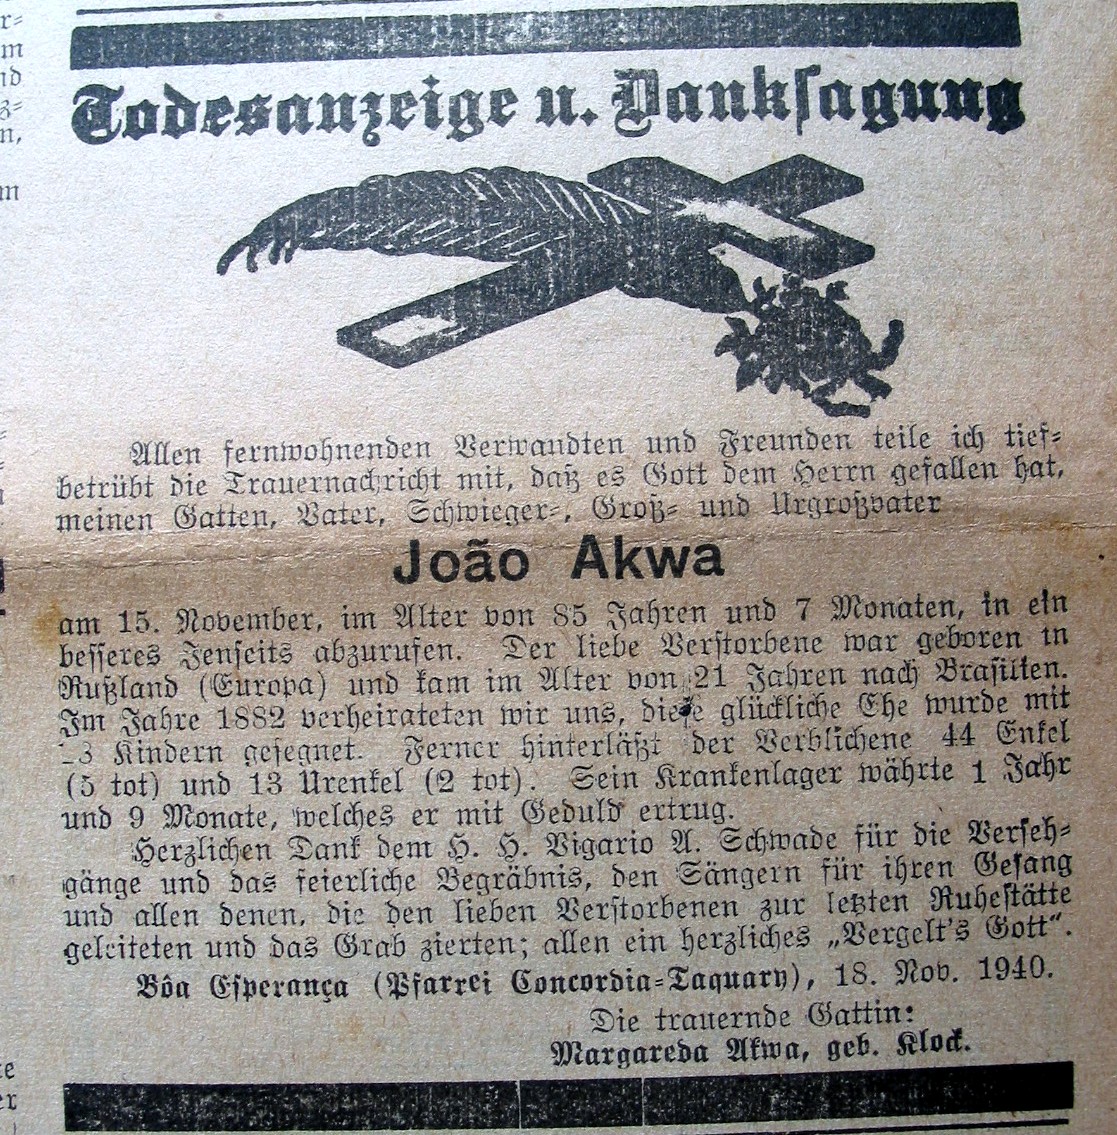 Todesanzeige u. Danksagung
Allen fernwohnenden Verwandten und Freunden teile ich tief=
betrübt die Trauernachricht mit, daß es Gott dem Herrn gefallen hat,
meinen Gatten, Vater, Schwieger=, Groß= und Urgroßvater
João Akwa
am 15. November, im Alter von 85 Jahren und 7 Monaten, in ein
besseres Jenseits abzurufen. Der liebe Verstorbene war geboren in
Rußland (Europa) und kam im Alter von 21 Jahren nach Brasilien.
Im Jahre 1882 verheirateten wir uns, diese glückliche Ehe wurde mit
Kindern gesegnet. Ferner hinterläßt der Verblichene 44 Enkel
(5 tot) und 13 Urenkel (2 tot). Sein Krankenlager währte 1 Jahr
und 9 Monate, welches er mit Geduld ertrug.
Herzlichen Dank dem H. H. Vigario A. Schwade für die Verseh=
gänge und das feierliche Begräbnis, den Sängern für ihren Gesang
und allen denen, die den lieben Verstorbenen zur letzten Ruhestätte
geleiteten und das Grab zierten; allen ein herzliches „Vergelt's Gott“.
Bôa Esperança (Pfarrei Concordia=Taquary), 18. Nov. 1940.
Die trauernde Gattin:
Margareda Akwa, geb. Klock.